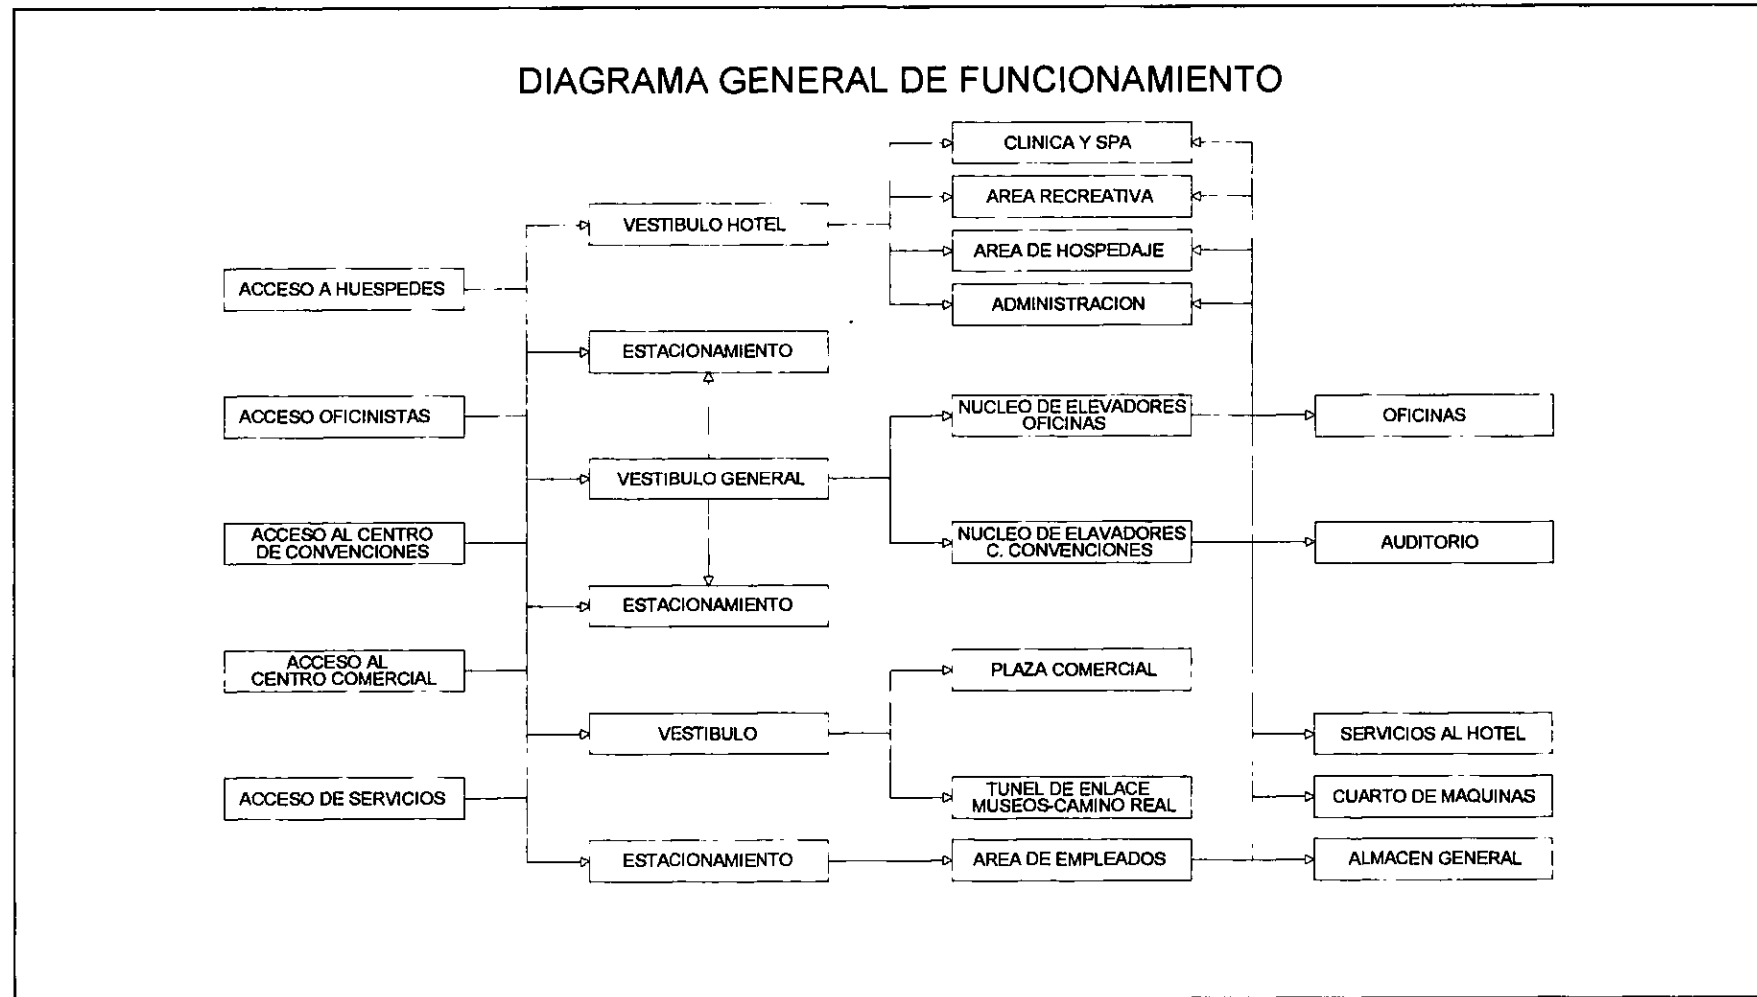 DIAGRAMA GENERAL DE FUNCIONAMIENTO
ACCESO A HUESPEDES
ACCESO OFICINISTAS
ACCESO AL CENTRO
DE CONVENCIONES
ACCESO AL
CENTRO COMERCIAL
ACCESO DE SERVICIOS
VESTIBULO HOTEL
ESTACIONAMIENTO
VESTIBULO GENERAL
ESTACIONAMIENTO
VESTIBULO
ESTACIONAMIENTO
CLINICA Y SPA
AREA RECREATIVA
AREA DE HOSPEDAJE
ADMINISTRACION
NUCLEO DE ELEVADORES
OFICINAS
NUCLEO DE ELAVADORES
C. CONVENCIONES
PLAZA COMERCIAL
TUNEL DE ENLACE
MUSEOS-CAMINO REAL
AREA DE EMPLEADOS
OFICINAS
AUDITORIO
SERVICIOS AL HOTEL
CUARTO DE MAQUINAS
ALMACEN GENERAL